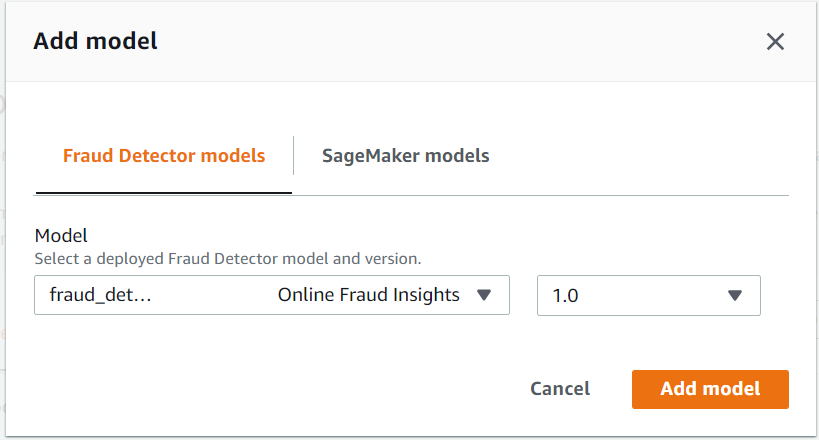 Add model
Fraud Detector models
SageMaker models
Model
Select a deployed Fraud Detector model and version.
fraud_det... Online Fraud Insights
1.0
Cancel
Add model